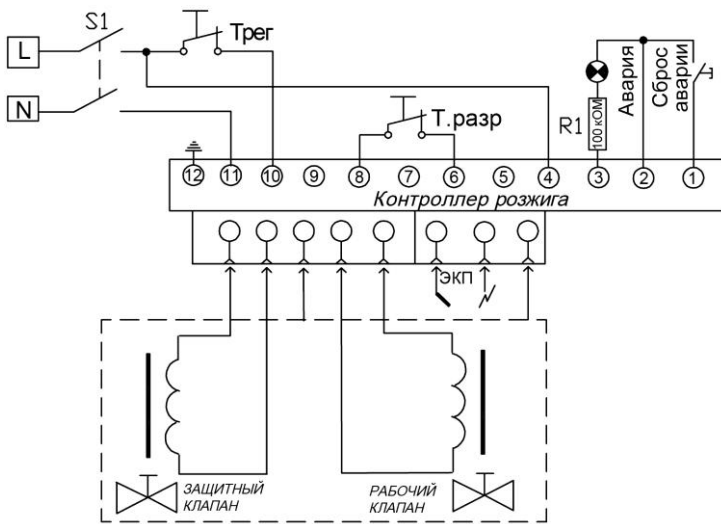 S1
L
N
Трег
Т.разр
R1
100 кОМ
Авария
Сброс
аварии
12 11 10 9 8 7 6 5 4 3 2 1
Контроллер розжига
ЭКП
ЗАЩИТНЫЙ
КЛАПАН
РАБОЧИЙ
КЛАПАН